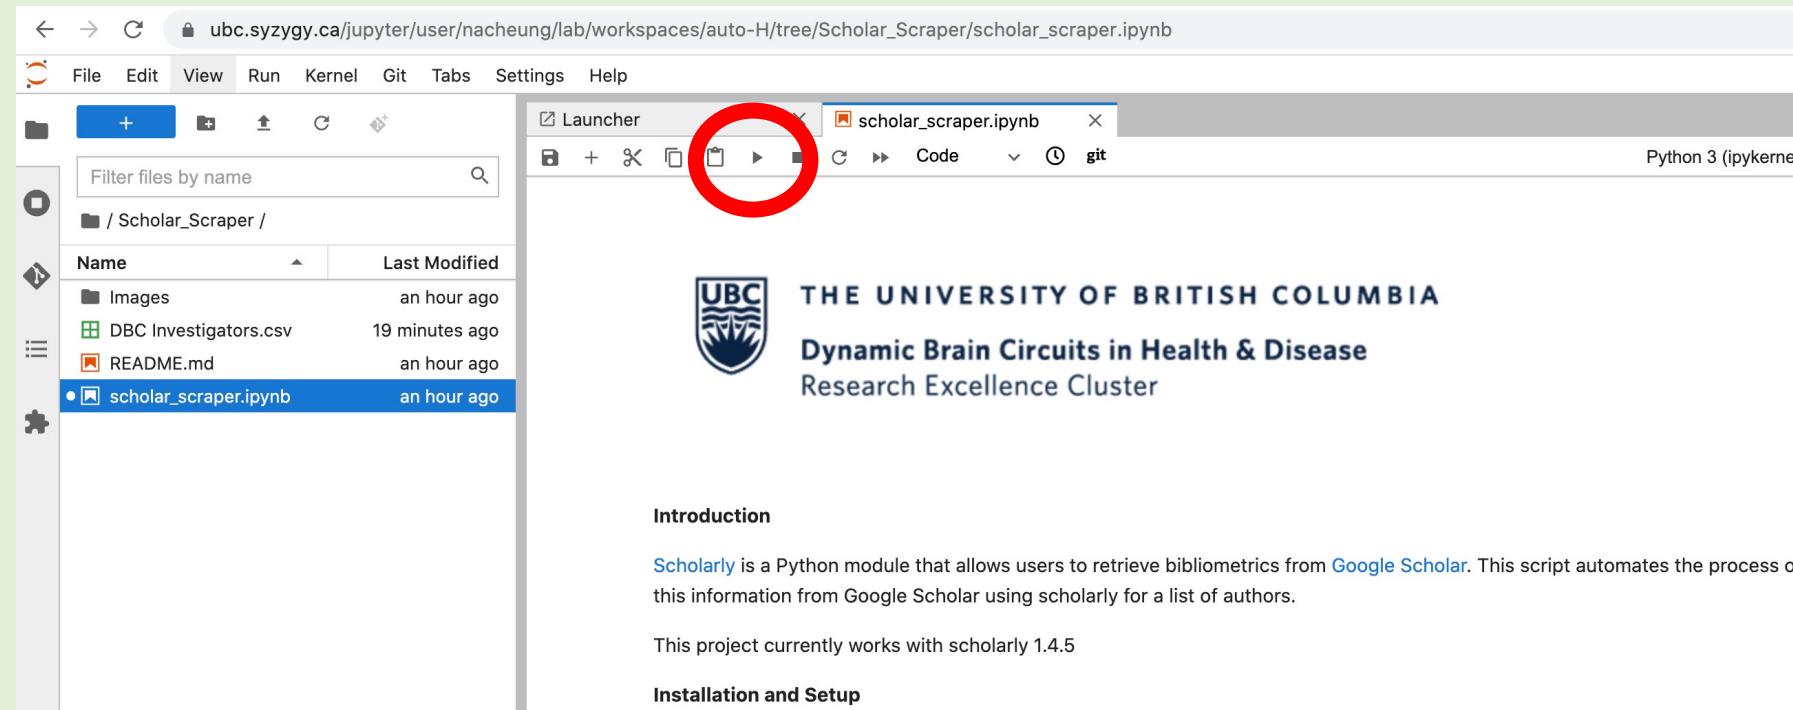 ubc.syzygy.ca/jupyter/user/nacheung/lab/workspaces/auto-H/tree/Scholar_Scraper/scholar_scraper.ipynb
File Edit View Run Kernel Git Tabs Settings Help
Launcher scholar_scraper.ipynb
Code git Python 3 (ipykerne
Filter files by name
/ Scholar_Scraper /
Name Last Modified
Images an hour ago
DBC Investigators.csv 19 minutes ago
README.md an hour ago
scholar_scraper.ipynb an hour ago
UBC
THE UNIVERSITY OF BRITISH COLUMBIA
Dynamic Brain Circuits in Health & Disease
Research Excellence Cluster
Introduction
Scholarly is a Python module that allows users to retrieve bibliometrics from Google Scholar. This script automates the process o
this information from Google Scholar using scholarly for a list of authors.
This project currently works with scholarly 1.4.5
Installation and Setup